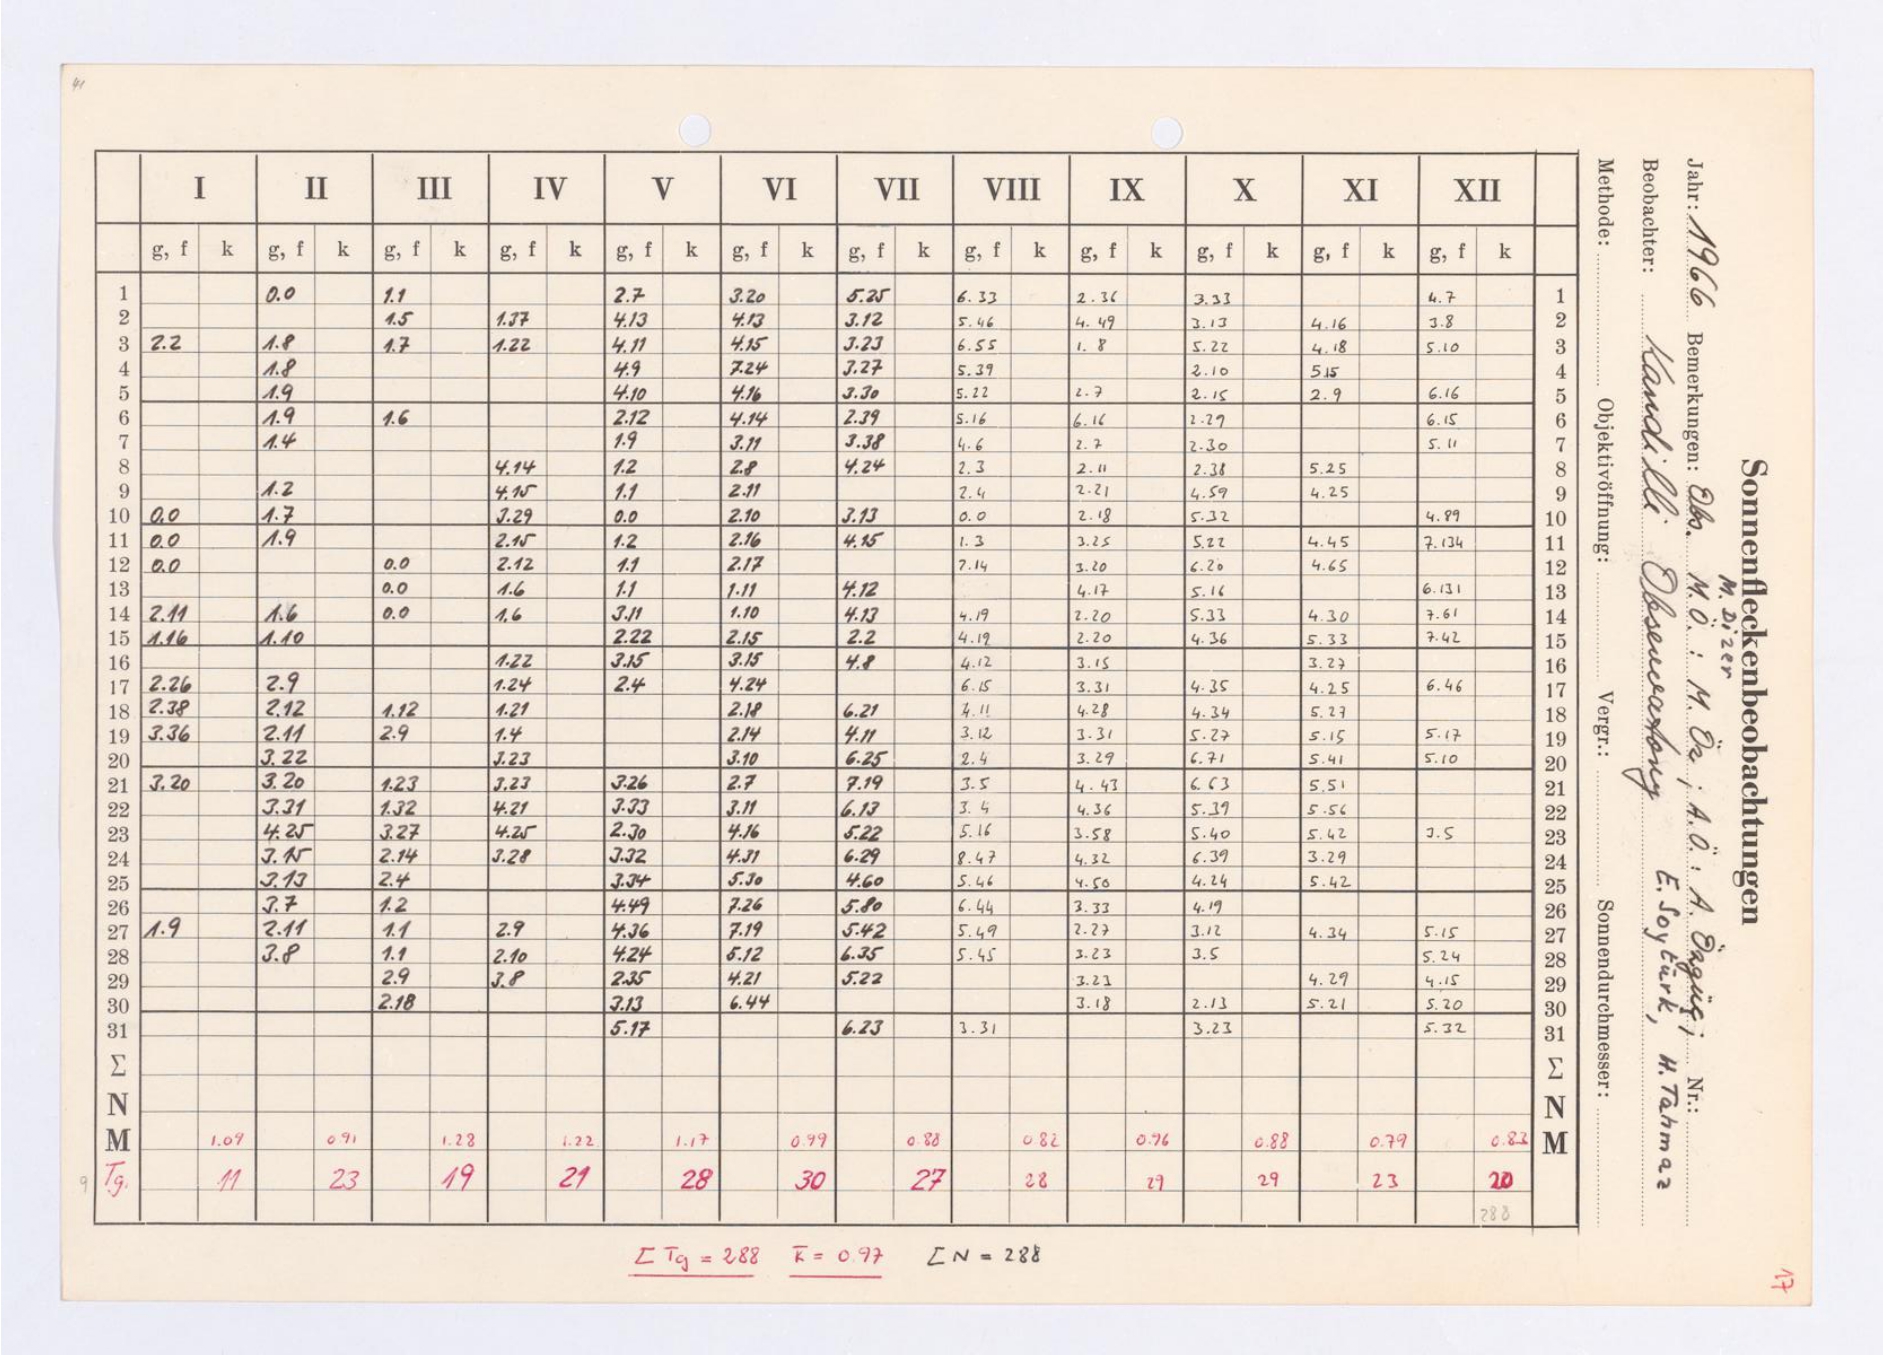 41
I II III IV V VI VII VIII IX X XI XII
g, f k g, f k g, f k g, f k g, f k g, f k g, f k g, f k g, f k g, f k g, f k g, f k
1 0.0 1.1 2.7 3.20 5.25 6.33 2.36 3.33 4.7 1
2 1.5 1.37 4.13 4.13 3.12 5.46 4.49 3.13 4.16 3.8 2
3 2.2 1.8 1.7 1.22 4.11 4.15 3.23 6.55 1.8 5.22 4.18 5.10 3
4 1.8 4.9 7.24 3.27 5.39 2.10 5.15 4
5 1.9 4.10 4.16 3.30 5.22 2.7 2.15 2.9 6.16 5
6 1.9 1.6 2.12 4.14 2.39 5.16 6.16 2.29 6.15 6
7 1.4 1.9 3.11 3.38 4.6 2.7 2.30 5.11 7
8 4.14 1.2 2.8 4.24 2.3 2.11 2.38 5.25 8
9 1.2 4.15 1.1 2.11 2.4 2.21 4.59 4.25 9
10 0.0 1.7 3.29 0.0 2.10 3.13 0.0 2.18 5.32 4.89 10
11 0.0 1.9 2.15 1.2 2.16 4.15 1.3 3.25 5.22 4.45 7.134 11
12 0.0 0.0 2.12 1.1 2.17 2.14 3.20 6.20 4.65 12
13 0.0 1.6 1.1 1.11 4.12 4.17 5.16 6.131 13
14 2.11 1.6 0.0 1.6 3.11 1.10 4.13 4.19 2.20 5.33 4.30 7.61 14
15 1.16 1.10 2.22 2.15 2.2 4.19 2.20 4.36 5.33 7.42 15
16 1.22 3.15 3.15 4.8 4.12 3.15 3.27 16
17 2.26 2.9 1.24 2.4 4.24 6.15 3.31 4.35 4.25 6.46 17
18 2.38 2.12 1.12 1.21 2.18 6.21 4.28 4.34 5.27 18
19 3.36 2.11 2.9 1.4 2.14 4.11 3.12 3.31 5.27 5.15 5.17 19
20 3.22 3.23 3.10 6.25 2.4 3.29 6.71 5.41 5.10 20
21 3.20 3.20 1.23 3.23 3.26 2.7 7.19 3.5 4.43 6.63 5.51 21
22 3.31 1.32 4.21 3.33 3.11 6.13 3.4 4.36 5.39 5.56 22
23 4.25 3.27 4.25 2.30 4.16 5.22 5.16 3.58 5.40 5.42 3.5 23
24 3.15 2.14 3.28 3.32 4.31 6.29 8.47 4.32 6.39 3.29 24
25 3.13 2.4 3.34 5.30 4.60 5.46 4.50 4.24 5.42 25
26 3.7 1.2 4.49 7.26 5.80 6.44 3.33 4.19 26
27 1.9 2.11 1.1 2.9 4.36 7.19 5.42 5.49 2.27 3.12 4.34 5.15 27
28 3.8 1.1 2.10 4.24 5.12 6.35 5.45 3.23 3.5 5.24 28
29 2.9 3.8 2.35 4.21 5.22 3.23 4.29 4.15 29
30 2.18 3.13 6.44 3.18 2.13 5.21 5.20 30
31 5.17 6.23 3.31 3.23 5.32 31
Σ Σ
N N
M 1.09 0.91 1.28 1.22 1.17 0.99 0.88 0.82 0.96 0.88 0.79 0.83 M
9 Tg. 11 23 19 21 28 30 27 28 29 29 23 20
288
Σ Tg = 288 k̅ = 0.97 Σ N = 288
17
Sonnenfleckenbeobachtungen
M. Dizer
Jahr: 1966 Bemerkungen: Obs. M.Ö.: M. Öz; A.Ö.: A. Nr.:
E. Soytürk, H. Tahmaz
Beobachter: Kandilli Observatory
Methode: Objektivöffnung: Vergr.: Sonnendurchmesser: